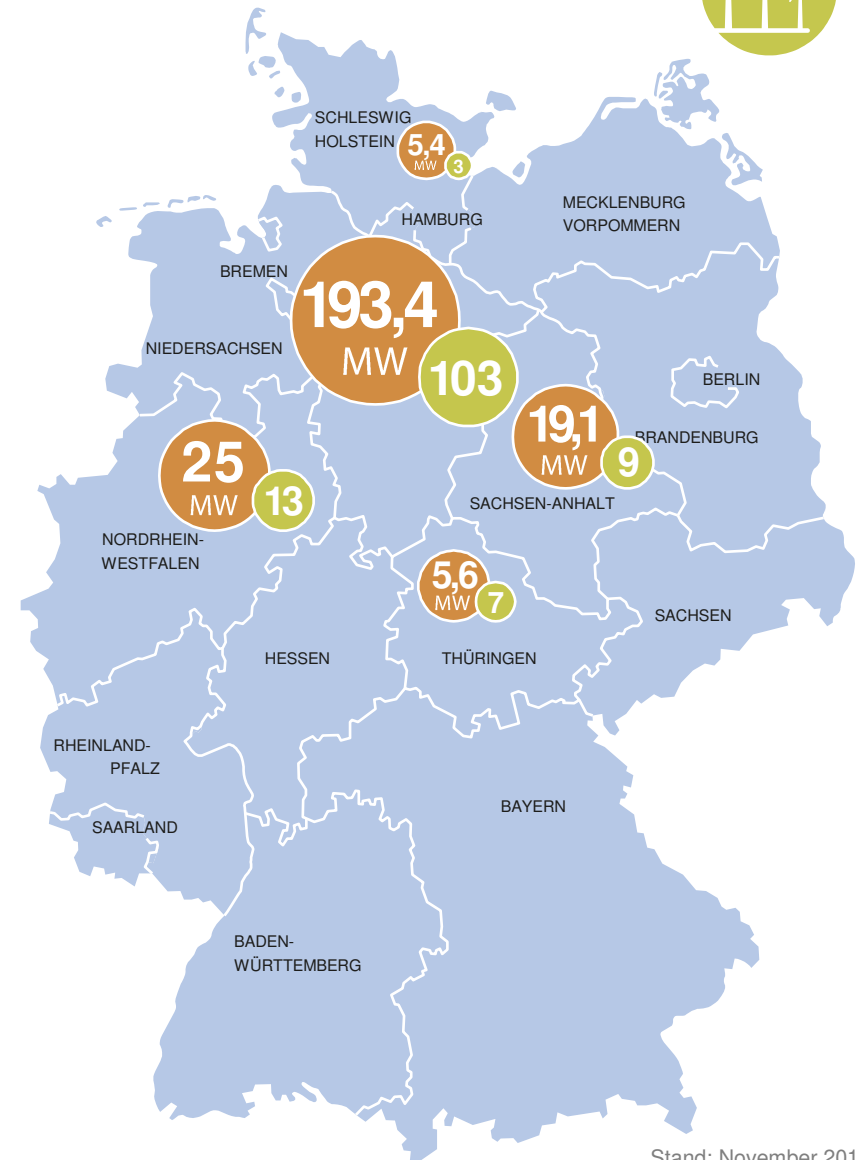 SCHLESWIG
HOLSTEIN
5,4
MW
3
MECKLENBURG
VORPOMMERN
HAMBURG
BREMEN
193,4
MW
103
NIEDERSACHSEN
BERLIN
19,1
MW
9
BRANDENBURG
25
MW
13
SACHSEN-ANHALT
NORDRHEIN-
WESTFALEN
5,6
MW
7
SACHSEN
HESSEN
THÜRINGEN
RHEINLAND-
PFALZ
BAYERN
SAARLAND
BADEN-
WÜRTTEMBERG
Stand: November 201